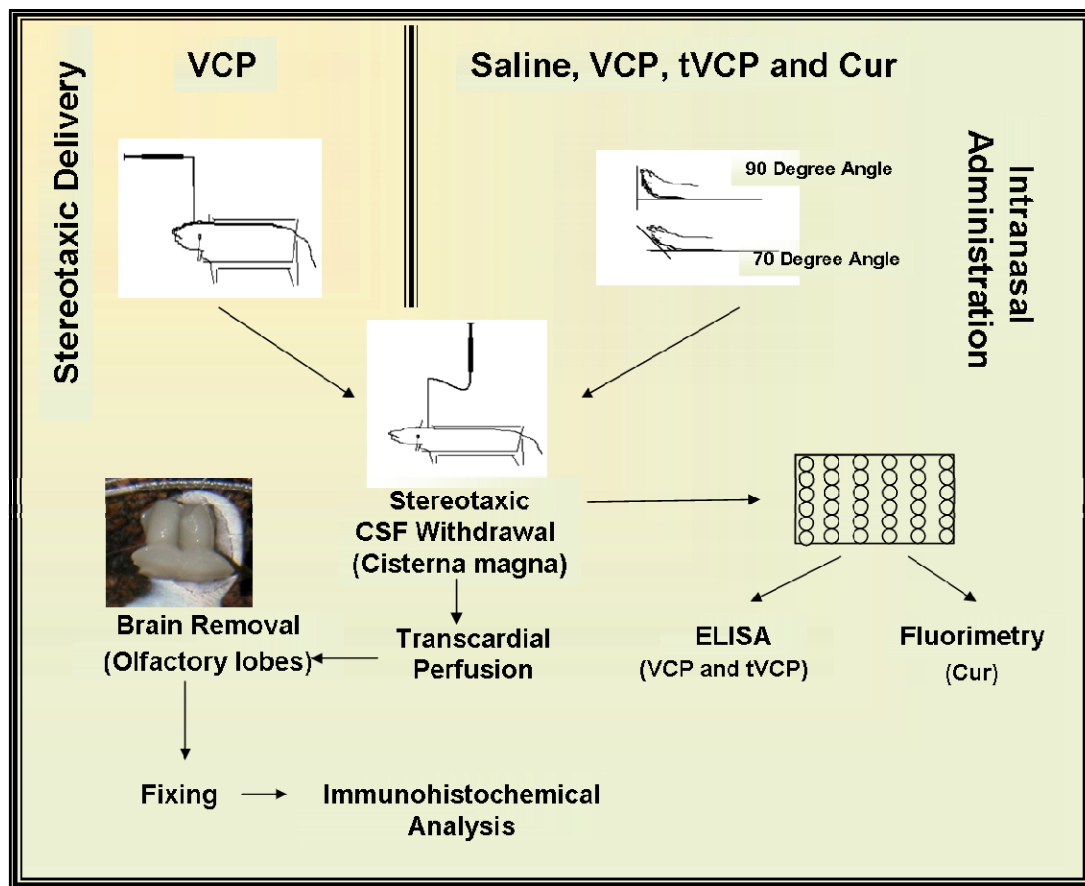 Stereotaxic Delivery
VCP
Saline, VCP, tVCP and Cur
90 Degree Angle
70 Degree Angle
Intranasal
Administration
Stereotaxic
CSF Withdrawal
(Cisterna magna)
Brain Removal
(Olfactory lobes)
Transcardial
Perfusion
ELISA
(VCP and tVCP)
Fluorimetry
(Cur)
Fixing
Immunohistochemical
Analysis